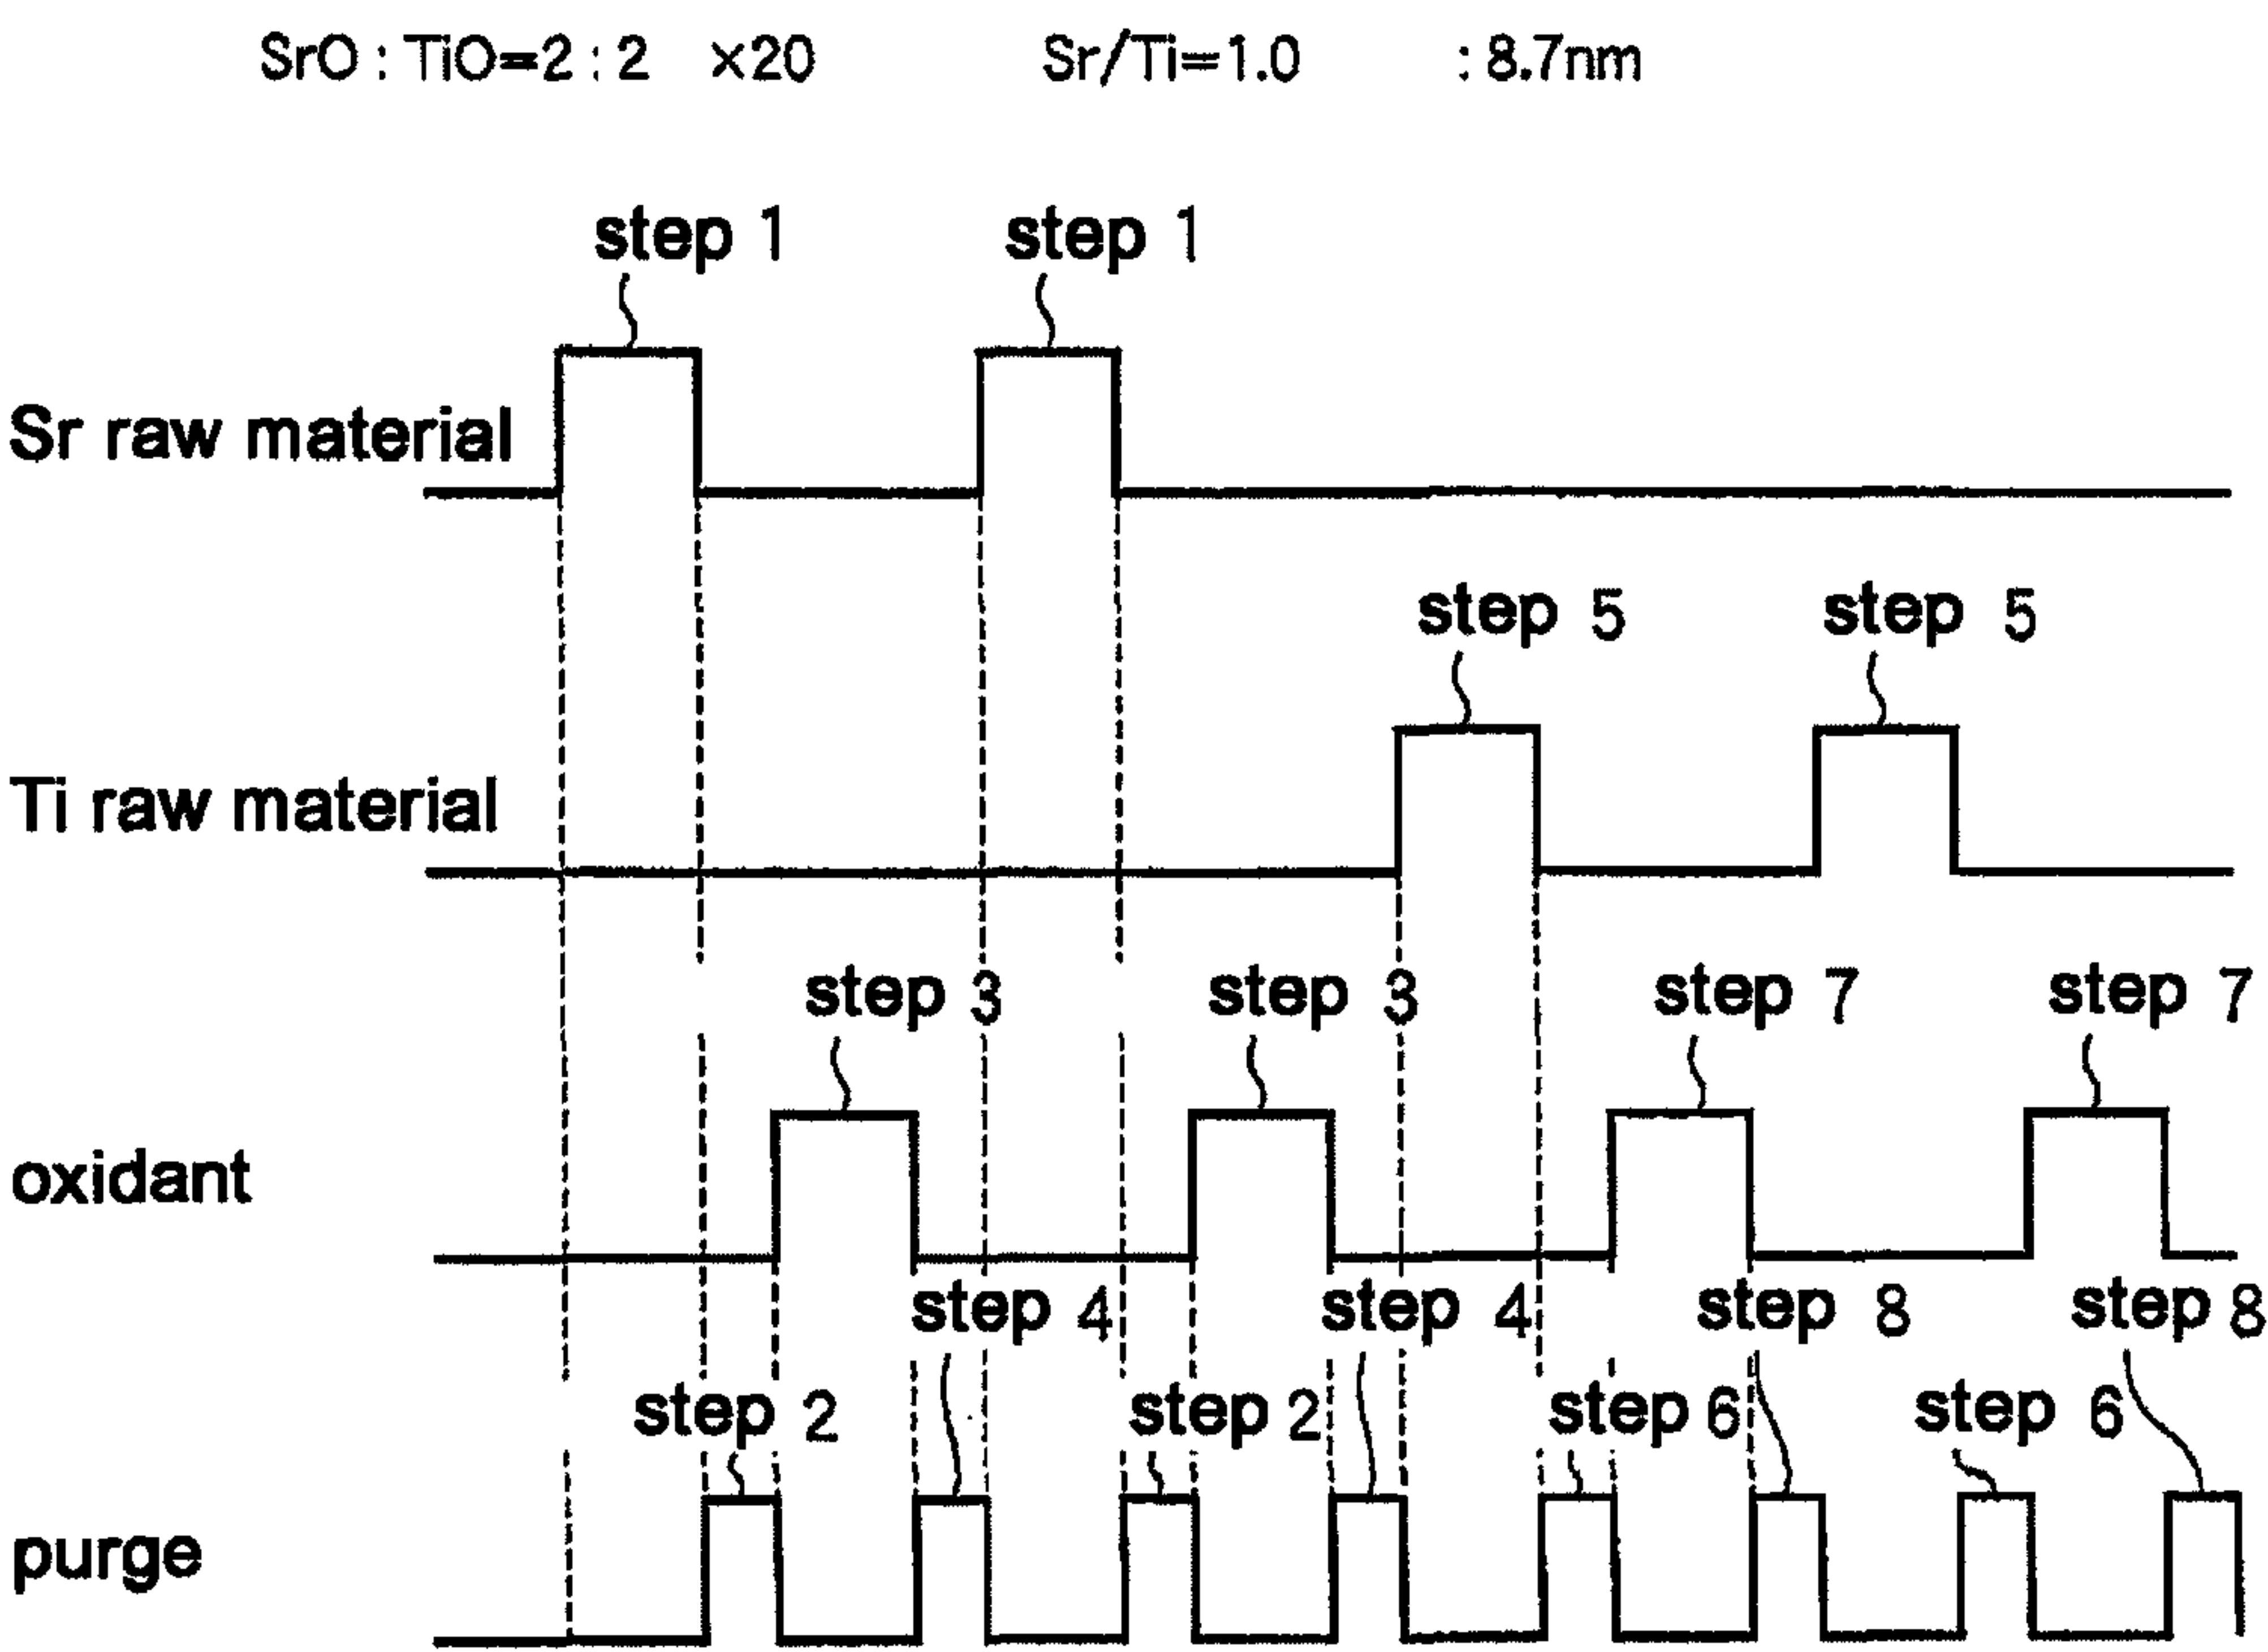 SrO : TiO=2 : 2 ×20 Sr/Ti=1.0 : 8.7nm
step 1 step 1
Sr raw material
step 5 step 5
Ti raw material
step 3 step 3 step 7 step 7
oxidant
step 4 step 4 step 8 step 8
step 2 step 2 step 6 step 6
purge